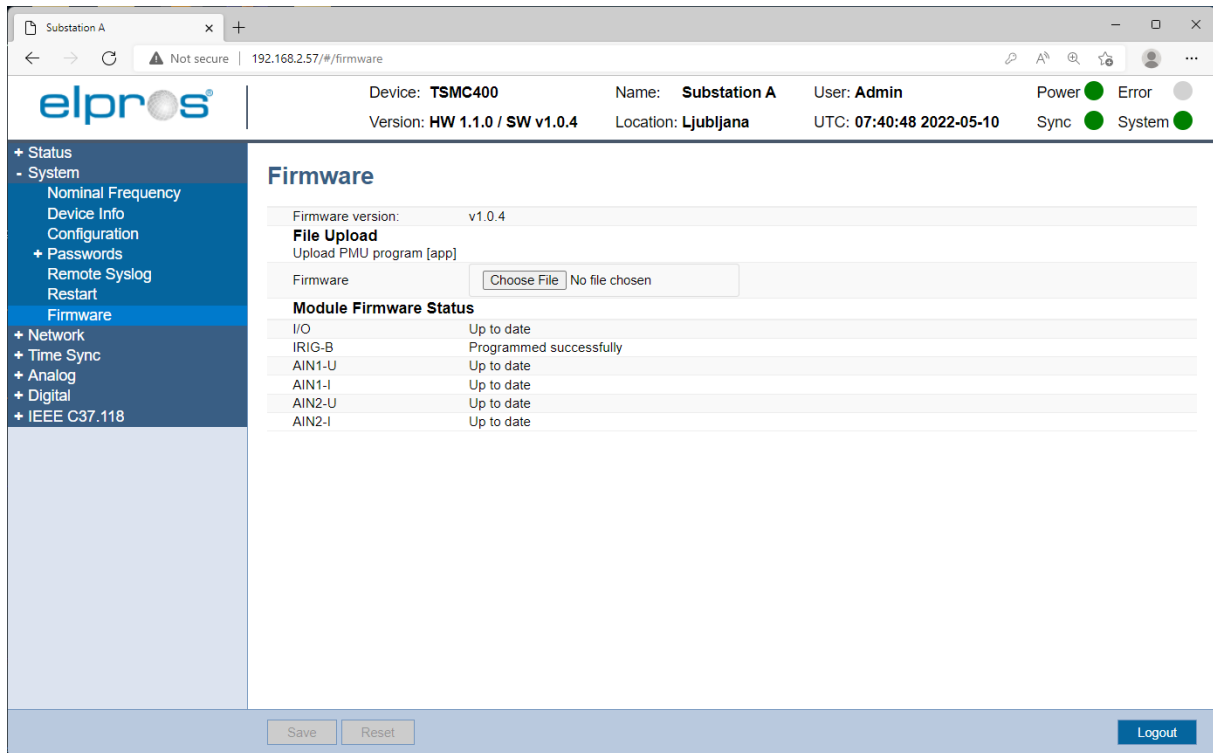 Substation A
Not secure 192.168.2.57/#/firmware
elpros®
Device: TSMC400 Name: Substation A User: Admin Power Error
Version: HW 1.1.0 / SW v1.0.4 Location: Ljubljana UTC: 07:40:48 2022-05-10 Sync System
+ Status
- System
Nominal Frequency
Device Info
Configuration
+ Passwords
Remote Syslog
Restart
Firmware
+ Network
+ Time Sync
+ Analog
+ Digital
+ IEEE C37.118
Firmware
Firmware version: v1.0.4
File Upload
Upload PMU program [app]
Firmware Choose File No file chosen
Module Firmware Status
I/O Up to date
IRIG-B Programmed successfully
AIN1-U Up to date
AIN1-I Up to date
AIN2-U Up to date
AIN2-I Up to date
Save Reset Logout